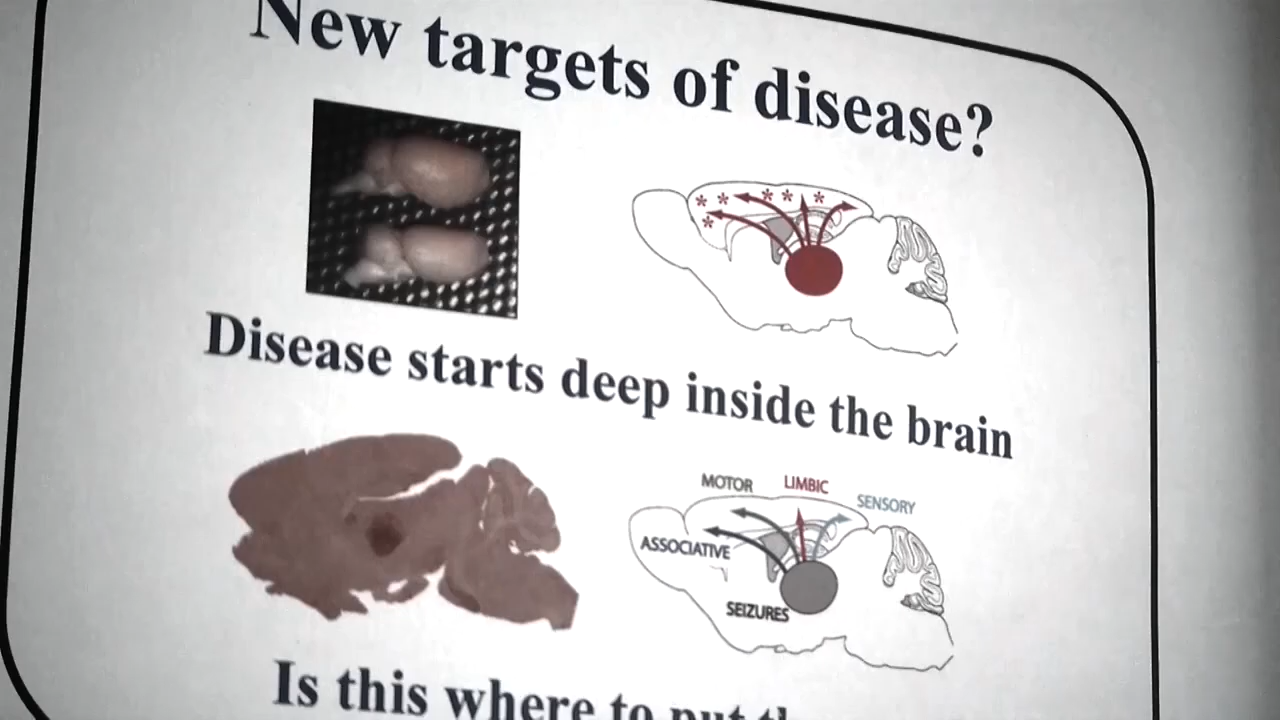 New targets of disease?
* * * * *
*
Disease starts deep inside the brain
MOTOR LIMBIC SENSORY
ASSOCIATIVE
SEIZURES
Is this where to put